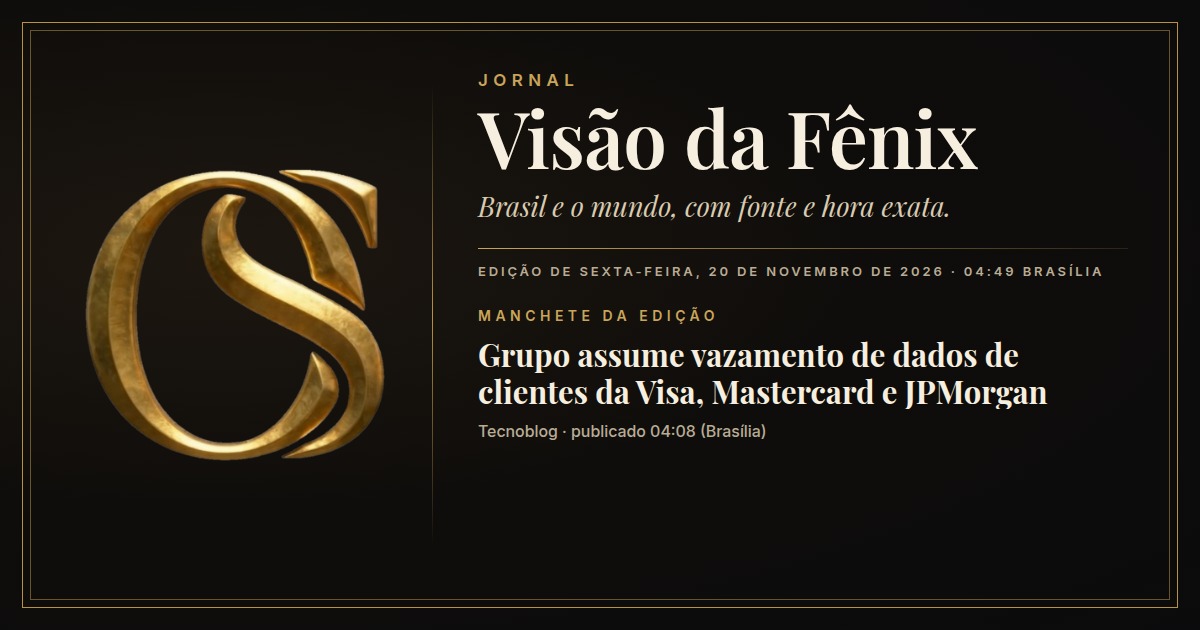 JORNAL
Visão da Fênix
Brasil e o mundo, com fonte e hora exata.
EDIÇÃO DE SEXTA-FEIRA, 20 DE NOVEMBRO DE 2026 · 04:49 BRASÍLIA
MANCHETE DA EDIÇÃO
Grupo assume vazamento de dados de
clientes da Visa, Mastercard e JPMorgan
Tecnoblog · publicado 04:08 (Brasília)